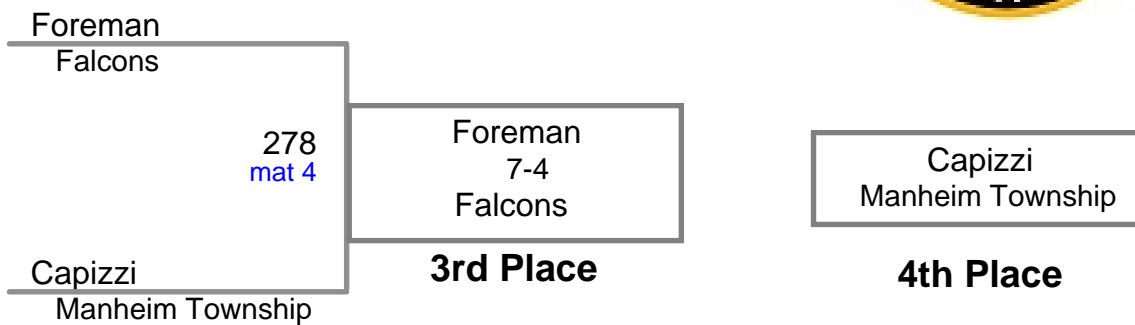 Foreman
Falcons
278
mat 4
Foreman
7-4
Falcons
3rd Place
Capizzi
Manheim Township
Capizzi
Manheim Township
4th Place